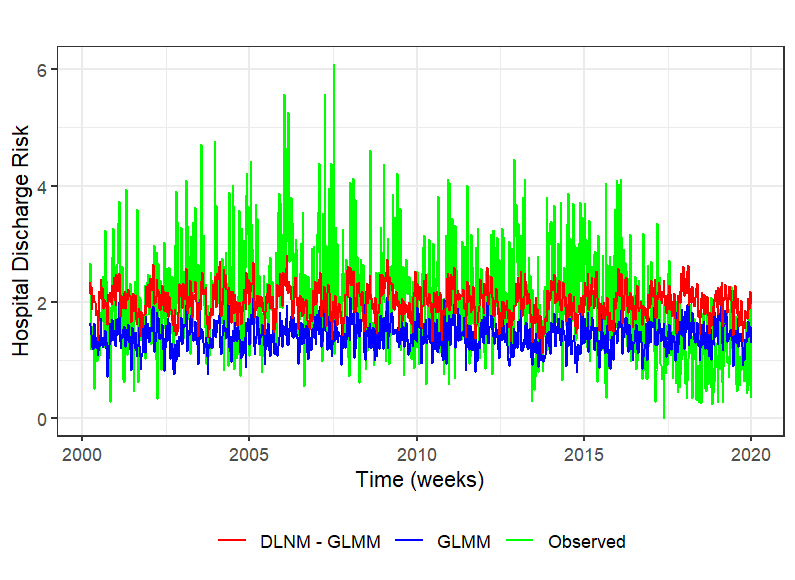 Hospital Discharge Risk
6
4
2
0
2000 2005 2010 2015 2020
Time (weeks)
DLNM - GLMM GLMM Observed